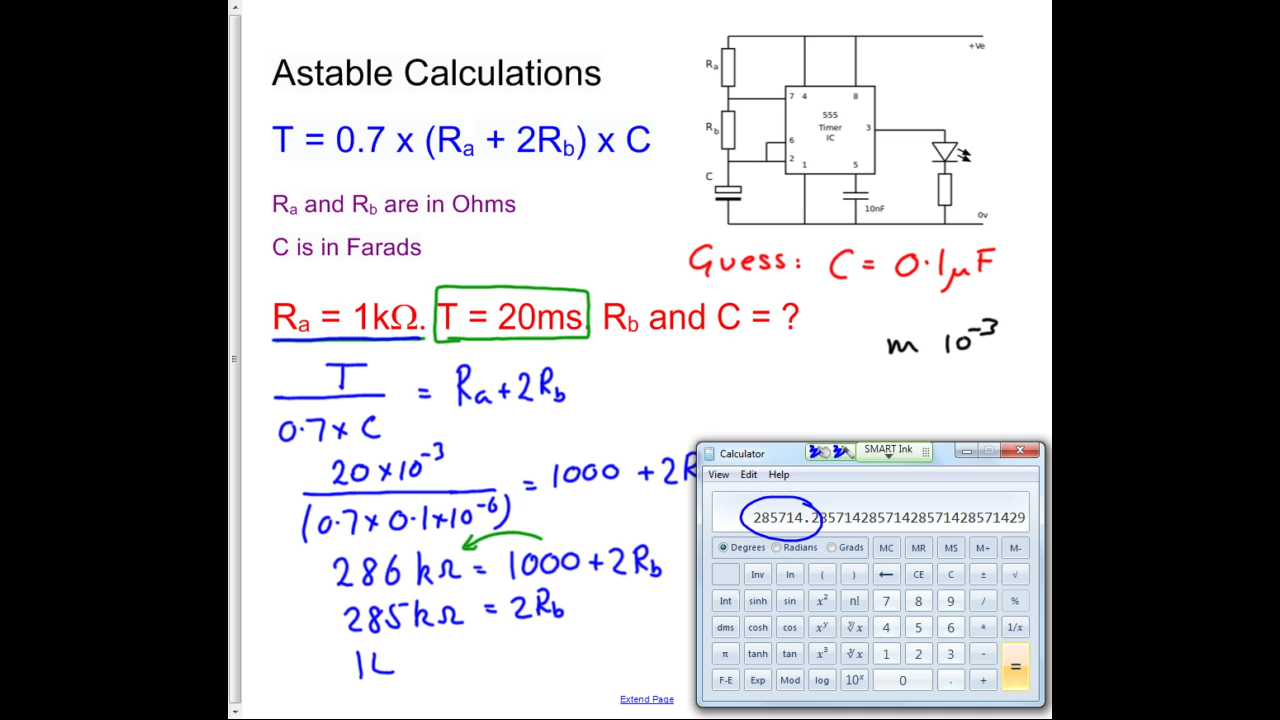 Astable Calculations
T = 0.7 x (Ra + 2Rb) x C
Ra and Rb are in Ohms
C is in Farads
+Ve
Ra
7 4 8
555
Timer
IC
Rb
3
6
2
1 5
C
10nF
0v
Guess: C = 0.1μF
Ra = 1kΩ. T = 20ms. Rb and C = ?
m 10⁻³
T
0.7 x C
= Ra + 2Rb
20 x 10⁻³
(0.7 x 0.1 x 10⁻⁶)
= 1000 + 2R
286 kΩ = 1000 + 2Rb
285 kΩ = 2Rb
Extend Page
Calculator
SMART Ink
View Edit Help
285714.28571428571428571428571429
Degrees Radians Grads MC MR MS M+ M-
Inv ln ( ) ← CE C ± √
Int sinh sin x² n! 7 8 9 / %
dms cosh cos xʸ ʸ√x 4 5 6 * 1/x
π tanh tan x³ ³√x 1 2 3 - =
F-E Exp Mod log 10ˣ 0 . +